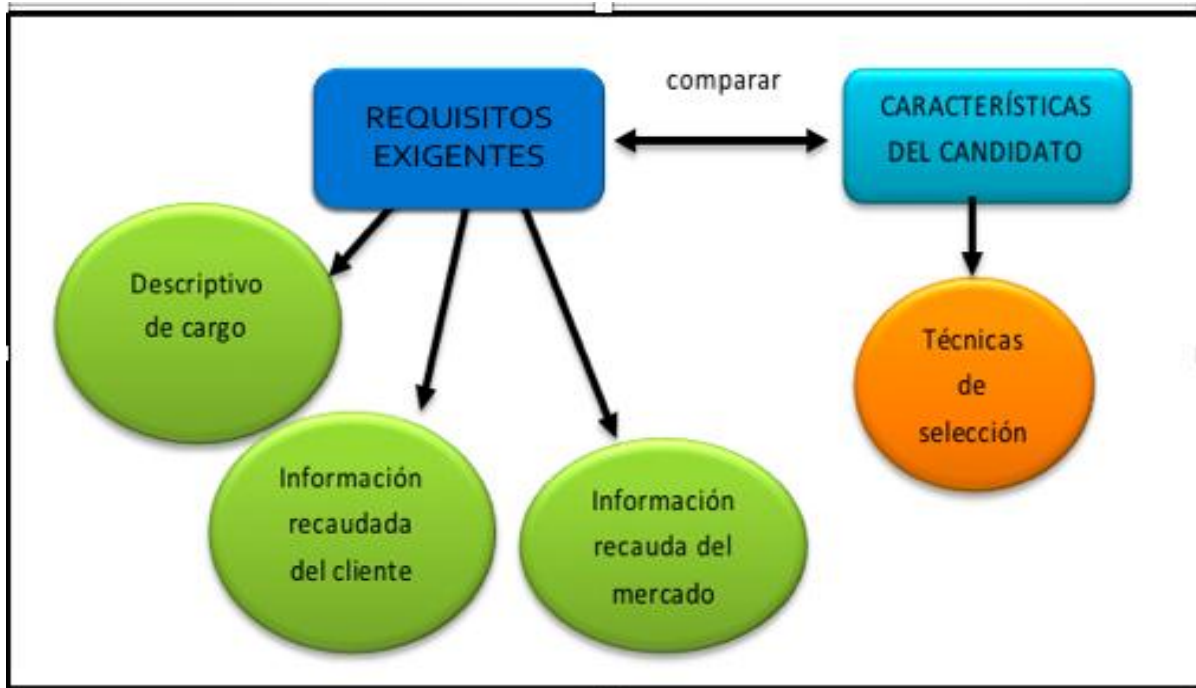 comparar
REQUISITOS
EXIGENTES
CARACTERÍSTICAS
DEL CANDIDATO
Descriptivo
de cargo
Información
recaudada
del cliente
Información
recauda del
mercado
Técnicas
de
selección